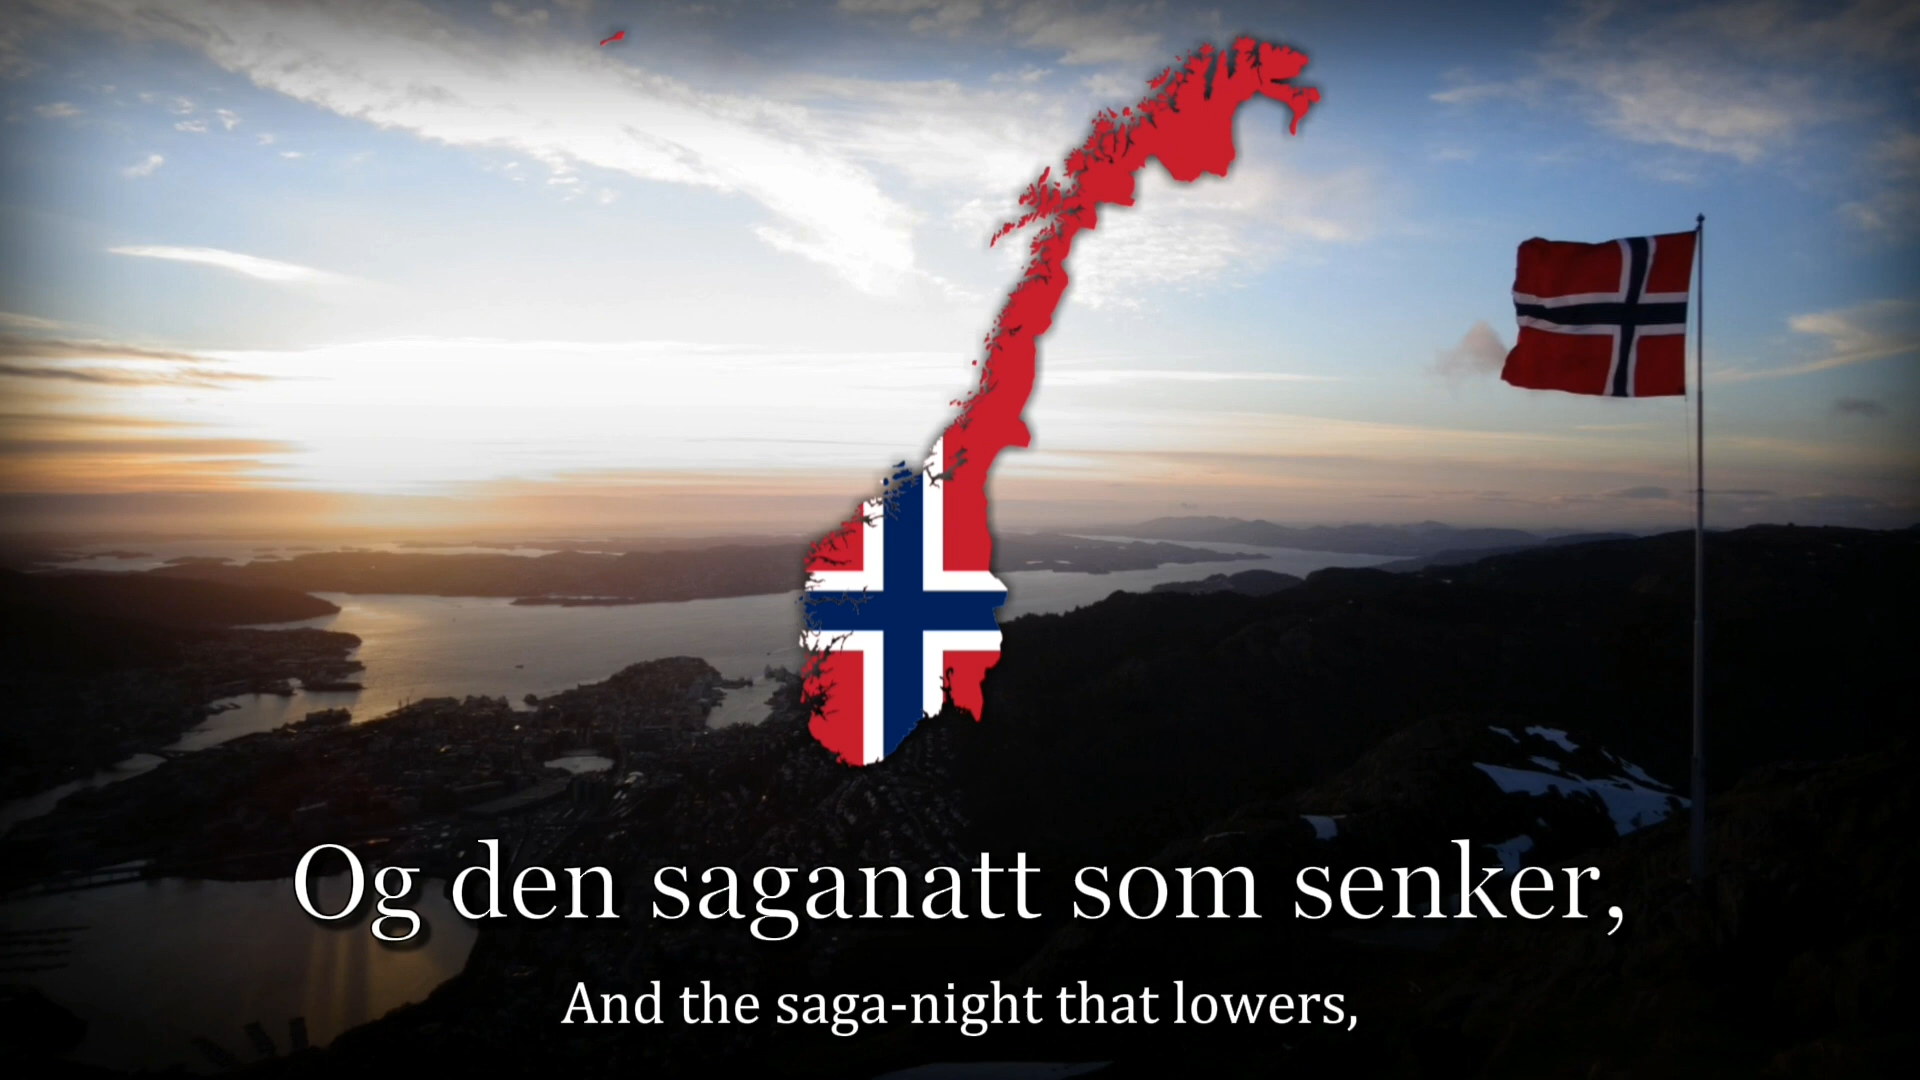 Og den saganatt som senker,
And the saga-night that lowers,